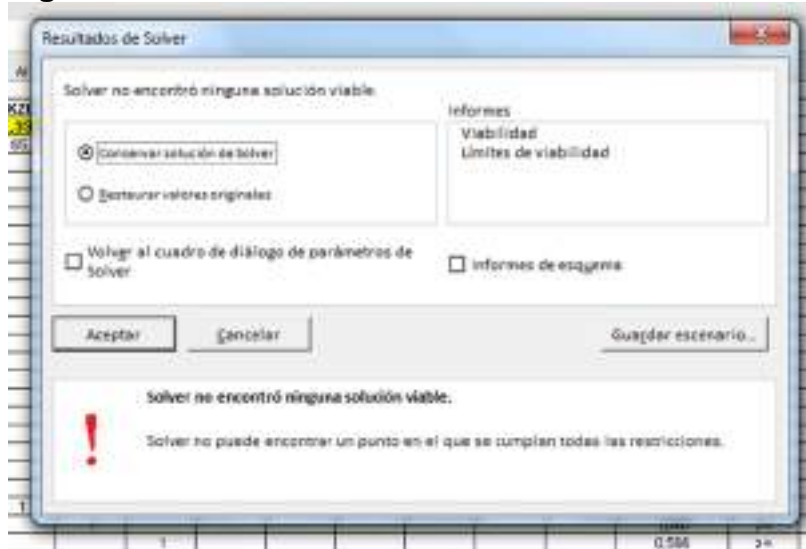 Resultados de Solver
Solver no encontró ninguna solución viable.
Informes
Viabilidad
Límites de viabilidad
Conservar solución de Solver
Restaurar valores originales
Volver al cuadro de diálogo de parámetros de
Solver
Informes de esquema
Aceptar
Cancelar
Guardar escenario...
Solver no encontró ninguna solución viable.
Solver no puede encontrar un punto en el que se cumplan todas las restricciones.
1
1
0.586